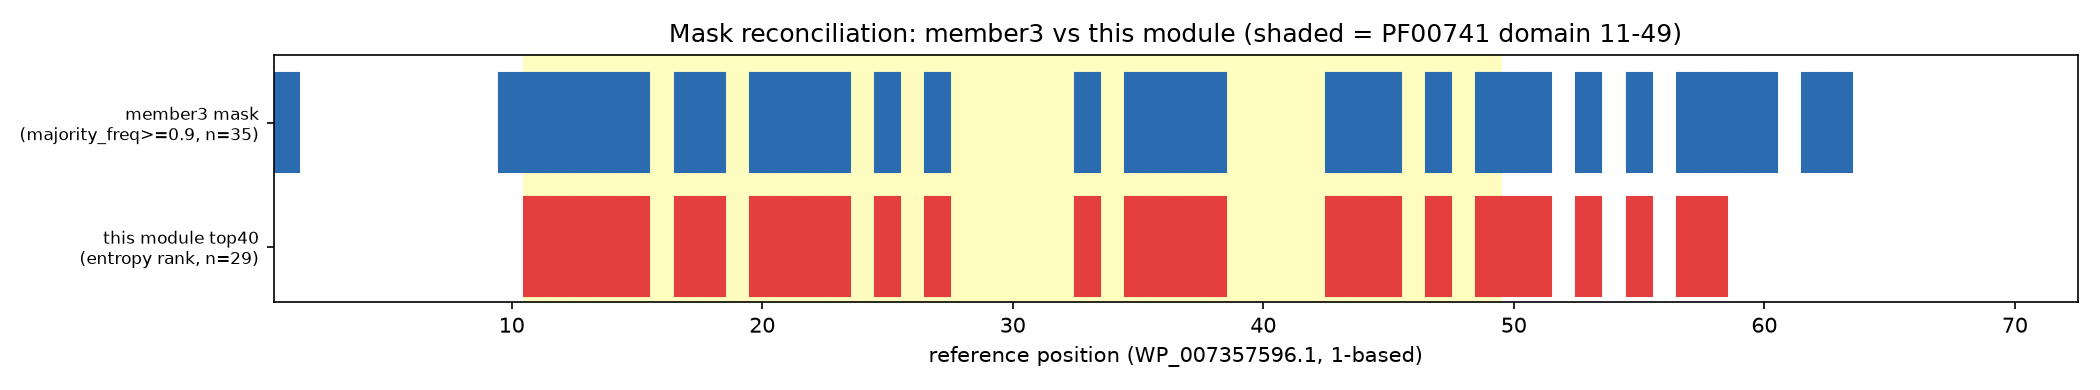 Mask reconciliation: member3 vs this module (shaded = PF00741 domain 11-49)
member3 mask
(majority_freq>=0.9, n=35)
this module top40
(entropy rank, n=29)
10 20 30 40 50 60 70
reference position (WP_007357596.1, 1-based)